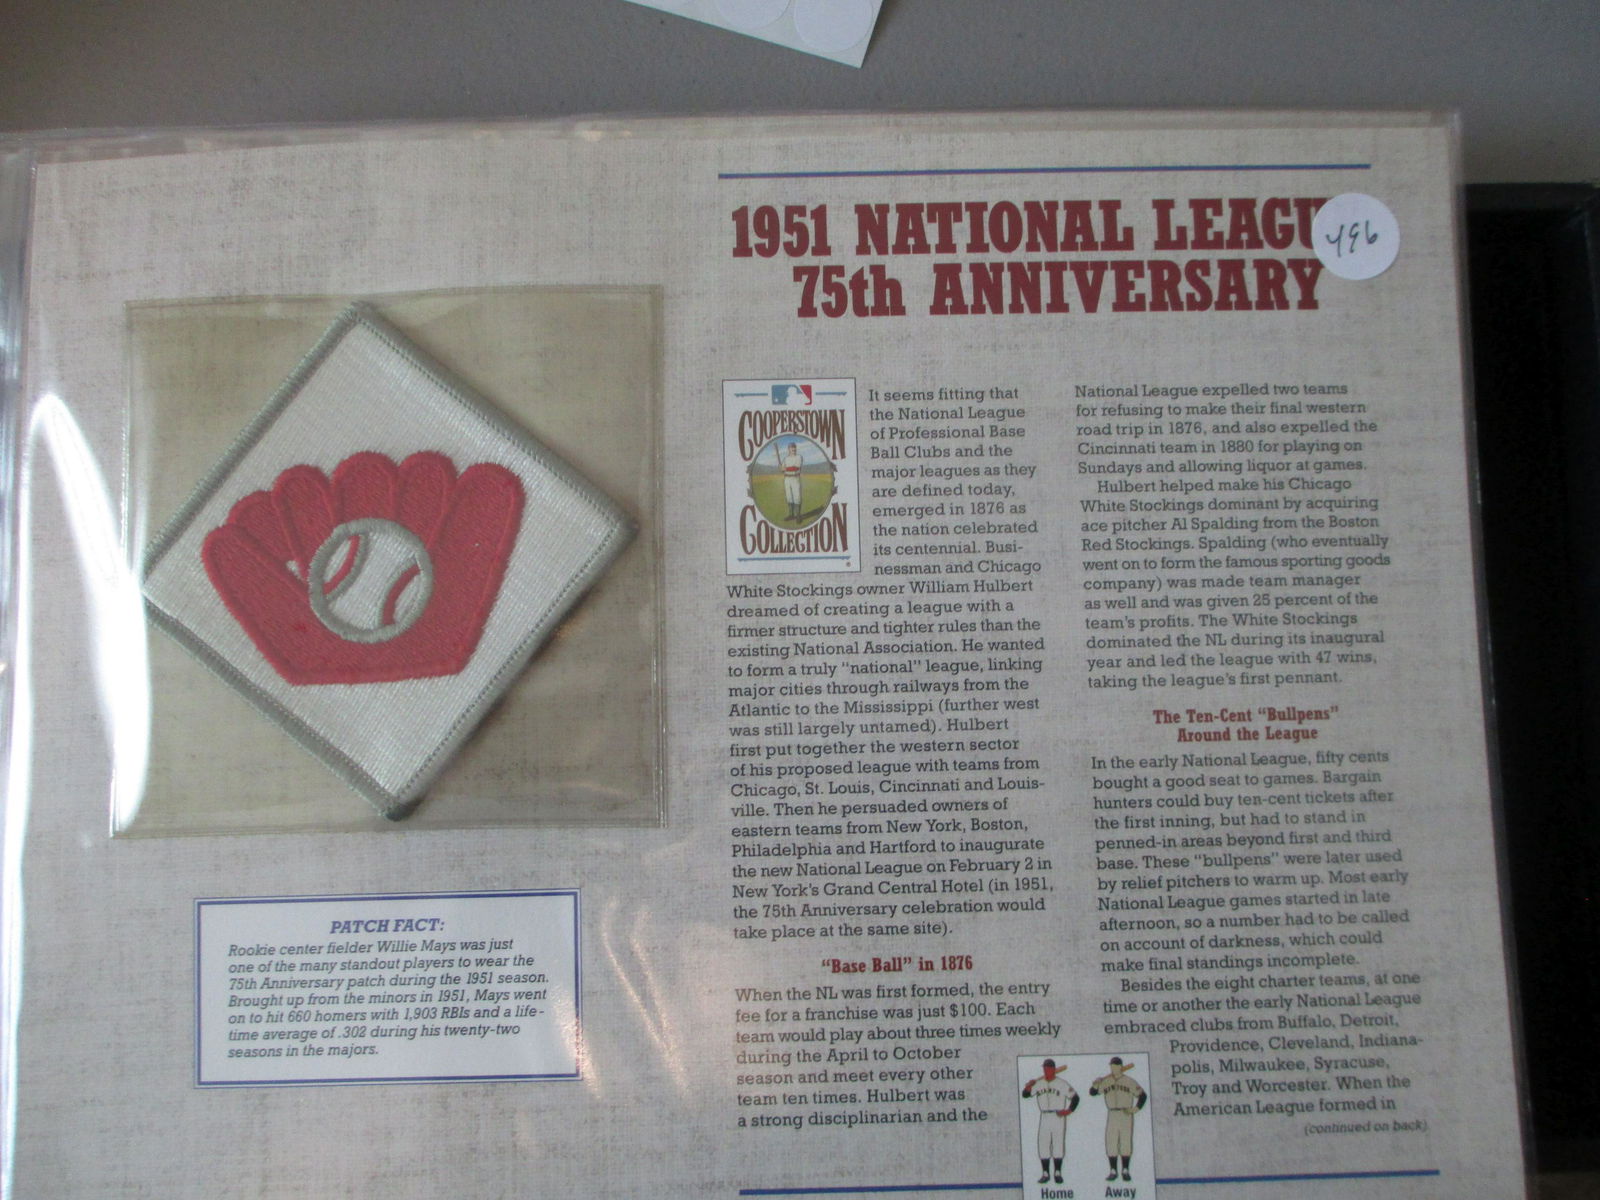 1951 NATIONAL LEAGU
75th ANNIVERSARY
496
COOPERSTOWN
COLLECTION
It seems fitting that
the National League
of Professional Base
Ball Clubs and the
major leagues as they
are defined today,
emerged in 1876 as
the nation celebrated
its centennial. Busi-
nessman and Chicago
White Stockings owner William Hulbert
dreamed of creating a league with a
firmer structure and tighter rules than the
existing National Association. He wanted
to form a truly "national" league, linking
major cities through railways from the
Atlantic to the Mississippi (further west
was still largely untamed). Hulbert
first put together the western sector
of his proposed league with teams from
Chicago, St. Louis, Cincinnati and Louis-
ville. Then he persuaded owners of
eastern teams from New York, Boston,
Philadelphia and Hartford to inaugurate
the new National League on February 2 in
New York's Grand Central Hotel (in 1951,
the 75th Anniversary celebration would
take place at the same site).
"Base Ball" in 1876
When the NL was first formed, the entry
fee for a franchise was just $100. Each
team would play about three times weekly
during the April to October
season and meet every other
team ten times. Hulbert was
a strong disciplinarian and the
National League expelled two teams
for refusing to make their final western
road trip in 1876, and also expelled the
Cincinnati team in 1880 for playing on
Sundays and allowing liquor at games.
Hulbert helped make his Chicago
White Stockings dominant by acquiring
ace pitcher Al Spalding from the Boston
Red Stockings. Spalding (who eventually
went on to form the famous sporting goods
company) was made team manager
as well and was given 25 percent of the
team's profits. The White Stockings
dominated the NL during its inaugural
year and led the league with 47 wins,
taking the league's first pennant.
The Ten-Cent "Bullpens"
Around the League
In the early National League, fifty cents
bought a good seat to games. Bargain
hunters could buy ten-cent tickets after
the first inning, but had to stand in
penned-in areas beyond first and third
base. These "bullpens" were later used
by relief pitchers to warm up. Most early
National League games started in late
afternoon, so a number had to be called
on account of darkness, which could
make final standings incomplete.
Besides the eight charter teams, at one
time or another the early National League
embraced clubs from Buffalo, Detroit,
Providence, Cleveland, Indiana-
polis, Milwaukee, Syracuse,
Troy and Worcester. When the
American League formed in
(continued on back)
GIANTS
NEW YORK
Home Away
PATCH FACT:
Rookie center fielder Willie Mays was just
one of the many standout players to wear the
75th Anniversary patch during the 1951 season.
Brought up from the minors in 1951, Mays went
on to hit 660 homers with 1,903 RBIs and a life-
time average of .302 during his twenty-two
seasons in the majors.